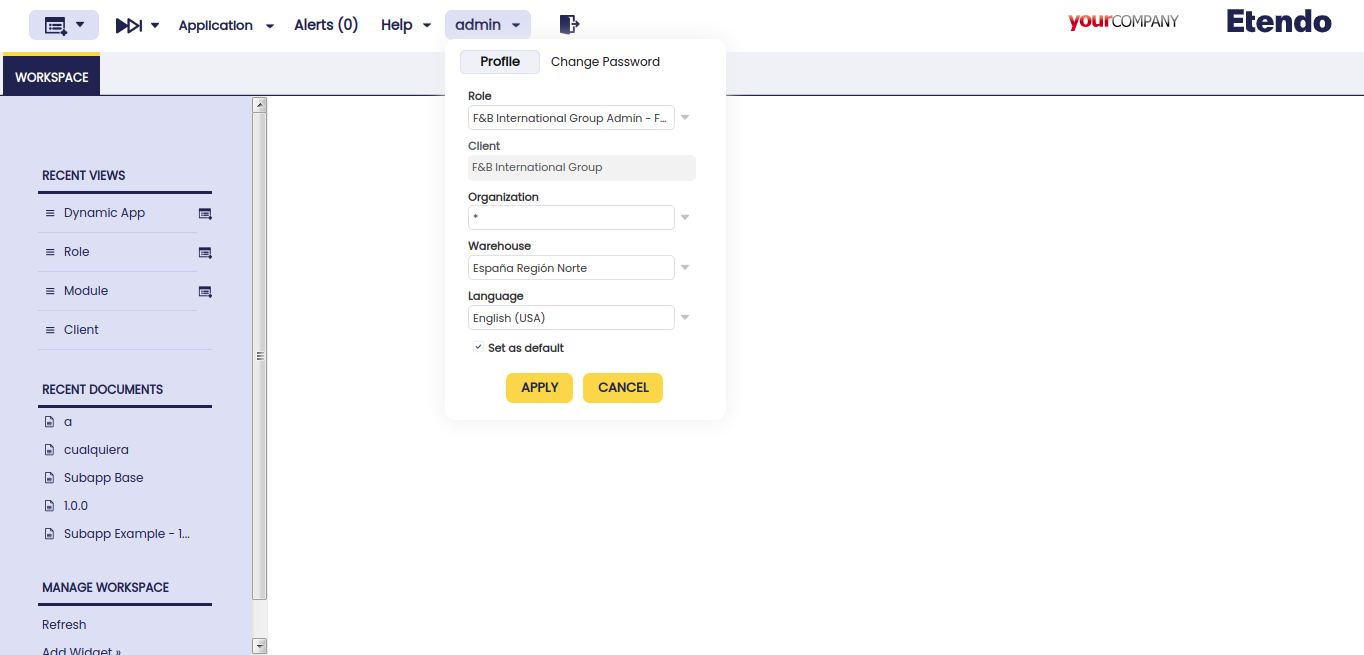 Application
Alerts (0)
Help
admin
yourCOMPANY
Etendo
WORKSPACE
Profile
Change Password
Role
F&B International Group Admin - F...
Client
F&B International Group
Organization
*
Warehouse
España Región Norte
Language
English (USA)
Set as default
APPLY
CANCEL
RECENT VIEWS
Dynamic App
Role
Module
Client
RECENT DOCUMENTS
a
cualquiera
Subapp Base
1.0.0
Subapp Example - 1...
MANAGE WORKSPACE
Refresh
Add Widget »